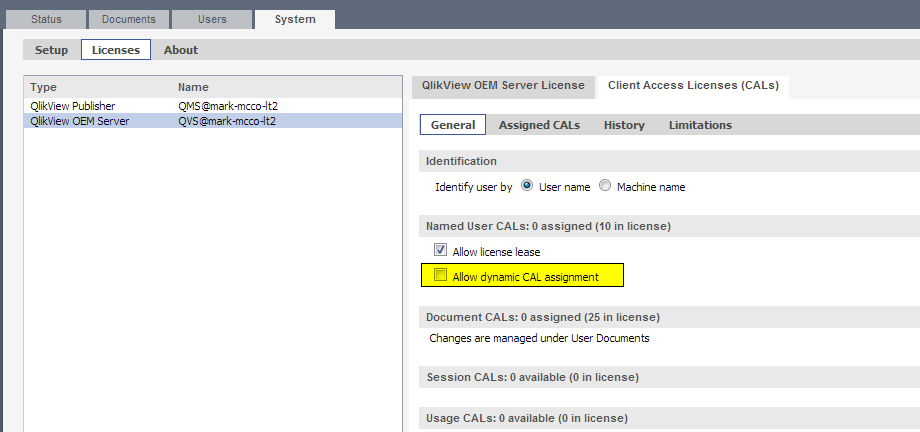 Status Documents Users System
Setup Licenses About
Type Name
QlikView Publisher QMS@mark-mcco-lt2
QlikView OEM Server QVS@mark-mcco-lt2
QlikView OEM Server License Client Access Licenses (CALs)
General Assigned CALs History Limitations
Identification
Identify user by User name Machine name
Named User CALs: 0 assigned (10 in license)
Allow license lease
Allow dynamic CAL assignment
Document CALs: 0 assigned (25 in license)
Changes are managed under User Documents
Session CALs: 0 available (0 in license)
Usage CALs: 0 available (0 in license)